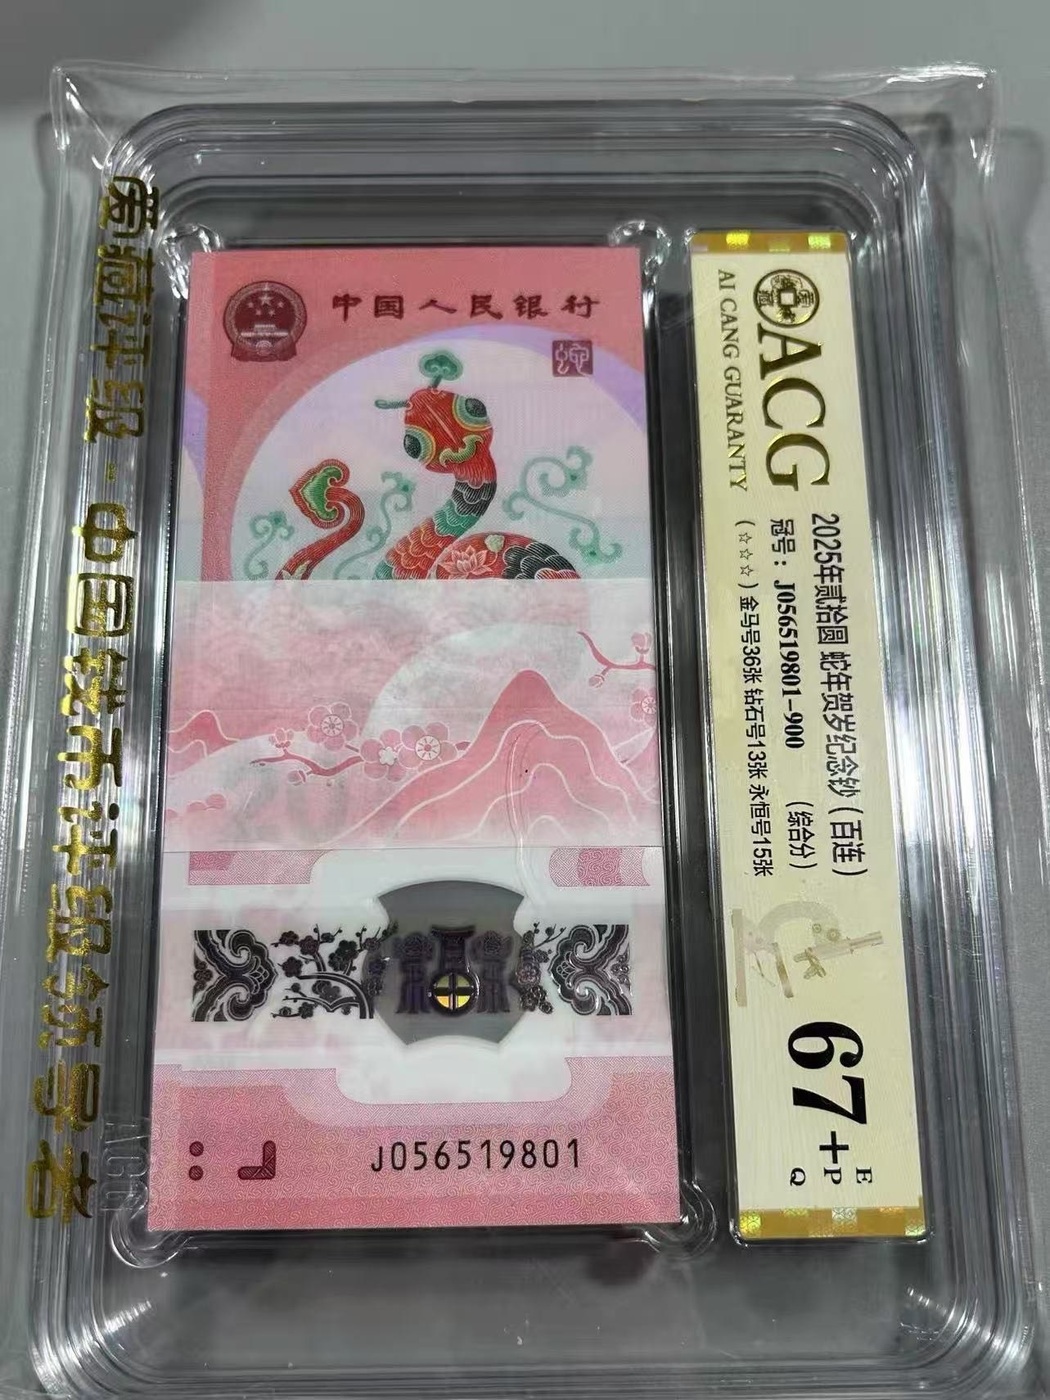 爱藏评级 - 中国钱币评级领导者
中国人民银行
J056519801
ACG
AI CANG GUARANTY
2025年贰拾圆 蛇年贺岁纪念钞（百连）
冠号：J056519801-900 （综合分）
（☆☆☆）金马号36张 钻石号13张 永恒号15张
67+
E
P
Q
ACG